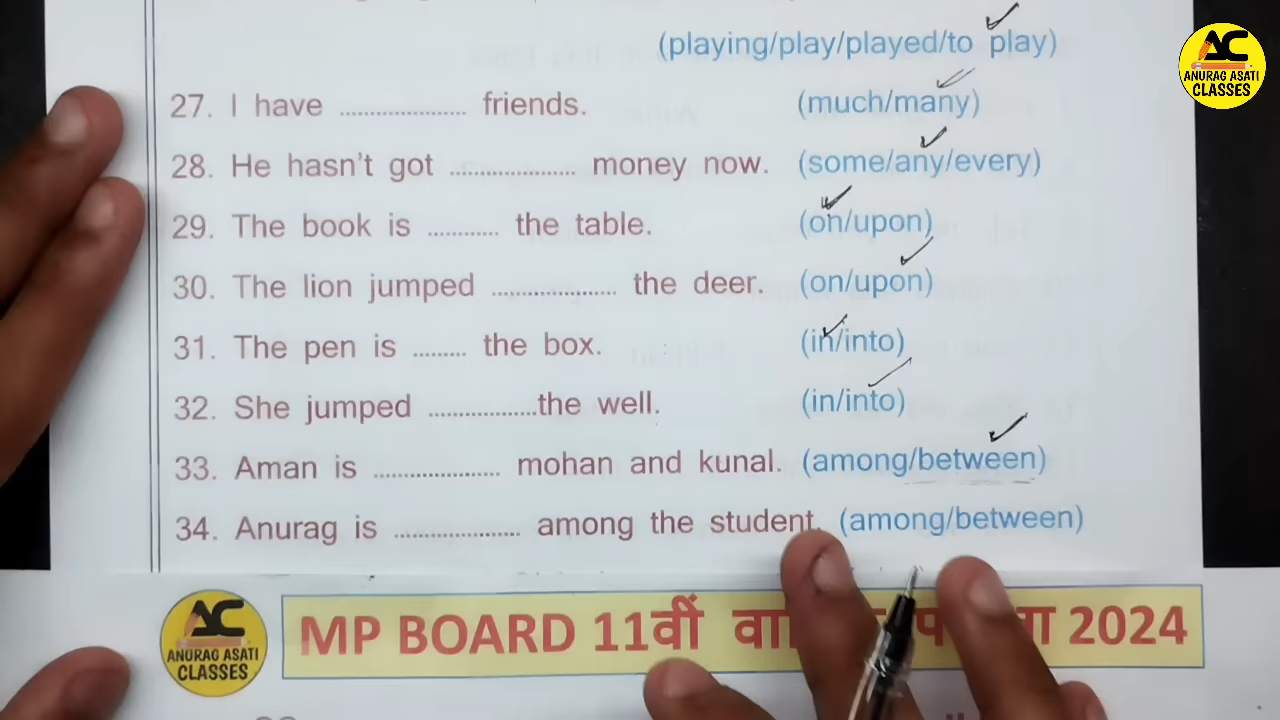 (playing/play/played/to play)
27. I have ................... friends. (much/many)
28. He hasn't got ................... money now. (some/any/every)
29. The book is ........... the table. (on/upon)
30. The lion jumped ................... the deer. (on/upon)
31. The pen is ......... the box. (in/into)
32. She jumped ..................the well. (in/into)
33. Aman is ................... mohan and kunal. (among/between)
34. Anurag is ................... among the student. (among/between)
MP BOARD 11वीं 2024
AC
ANURAG ASATI
CLASSES
AC
ANURAG ASATI
CLASSES